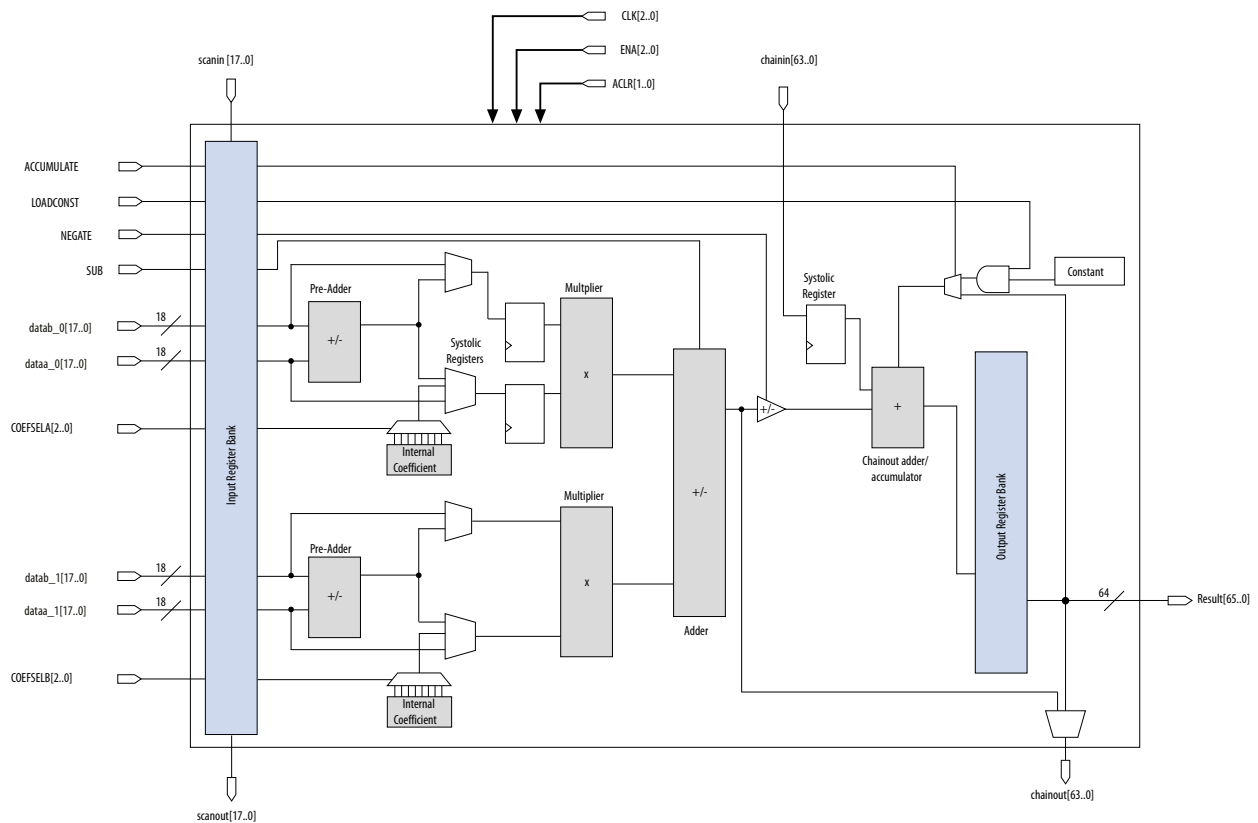 CLK[2..0]
ENA[2..0]
ACLR[1..0]
scanin [17..0]
chainin[63..0]
ACCUMULATE
LOADCONST
NEGATE
SUB
Constant
Pre-Adder
+/-
Systolic
Registers
Multplier
x
Systolic
Register
datab_0[17..0]
18
dataa_0[17..0]
18
COEFSELA[2..0]
Internal
Coefficient
Input Register Bank
+/-
Adder
+/-
+
Chainout adder/
accumulator
Output Register Bank
Multiplier
x
Pre-Adder
+/-
datab_1[17..0]
18
dataa_1[17..0]
18
COEFSELB[2..0]
Internal
Coefficient
64
Result[65..0]
scanout[17..0]
chainout[63..0]